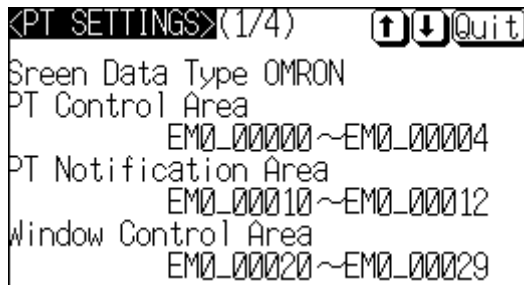 <PT SETTINGS>(1/4) ↑ ↓ Quit
Sreen Data Type OMRON
PT Control Area
EM0_00000~EM0_00004
PT Notification Area
EM0_00010~EM0_00012
Window Control Area
EM0_00020~EM0_00029